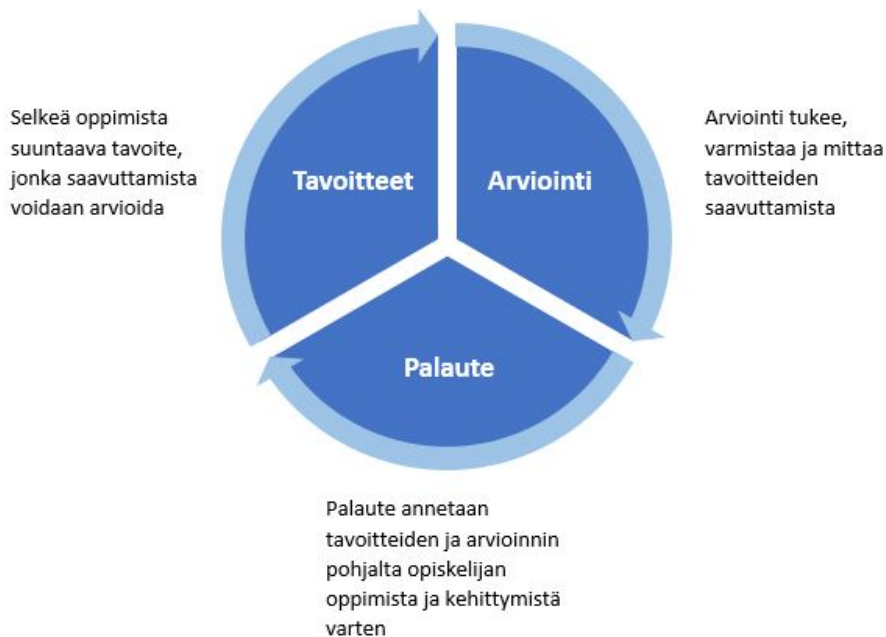 Selkeä oppimista
suuntaava tavoite,
jonka saavuttamista
voidaan arvioida
Tavoitteet
Arviointi
Arviointi tukee,
varmistaa ja mittaa
tavoitteiden
saavuttamista
Palaute
Palaute annetaan
tavoitteiden ja arvioinnin
pohjalta opiskelijan
oppimista ja kehittymistä
varten